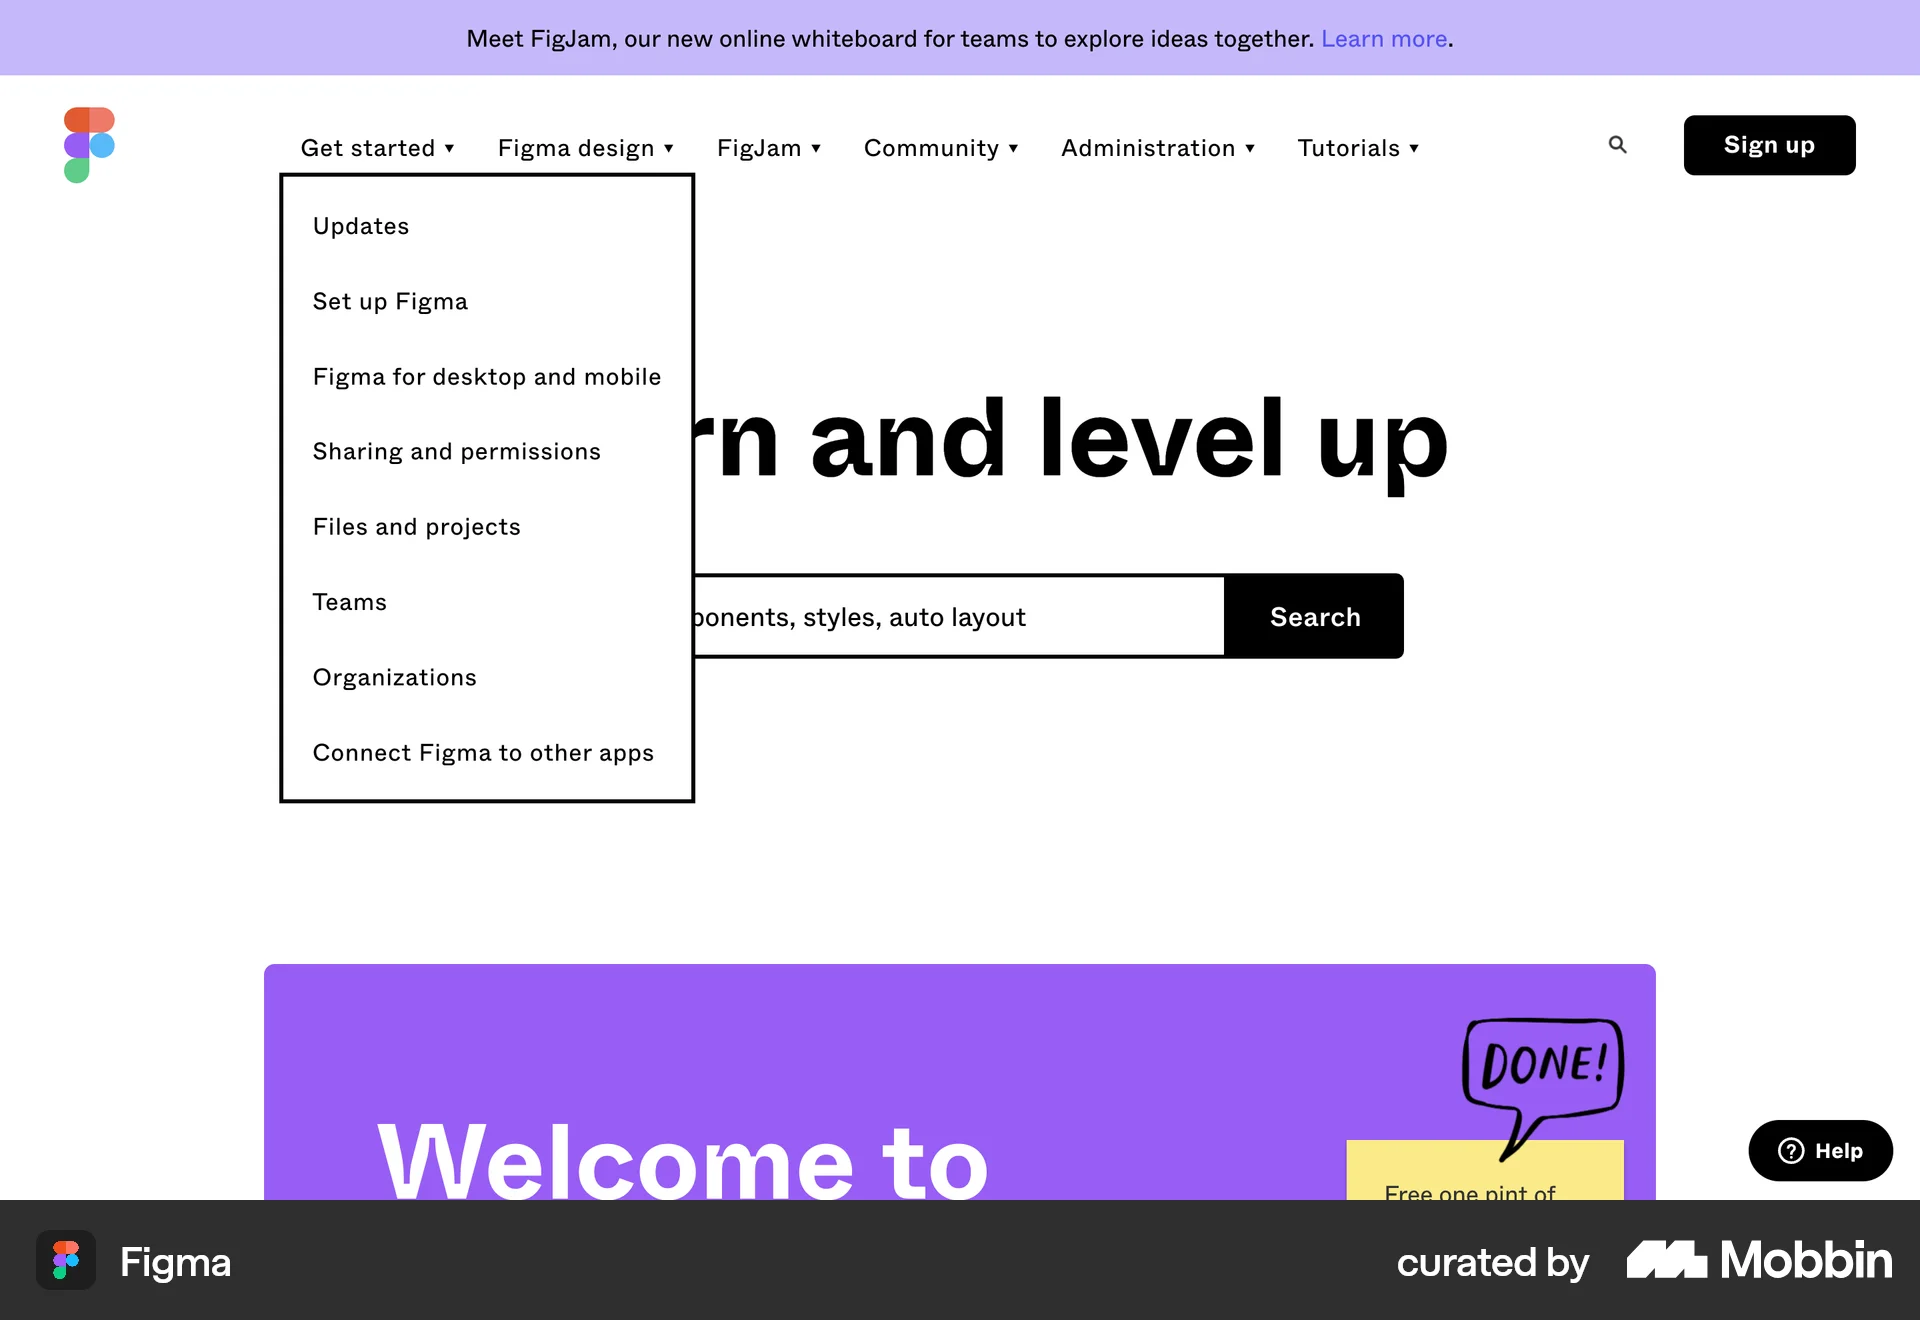 Meet FigJam, our new online whiteboard for teams to explore ideas together. Learn more.
Get started ▼ Figma design ▼ FigJam ▼ Community ▼ Administration ▼ Tutorials ▼ Sign up
Updates
Set up Figma
Figma for desktop and mobile
Sharing and permissions
Files and projects
Teams
Organizations
Connect Figma to other apps
rn and level up
ponents, styles, auto layout Search
DONE!
Welcome to
Free one pint of
Help
Figma curated by Mobbin